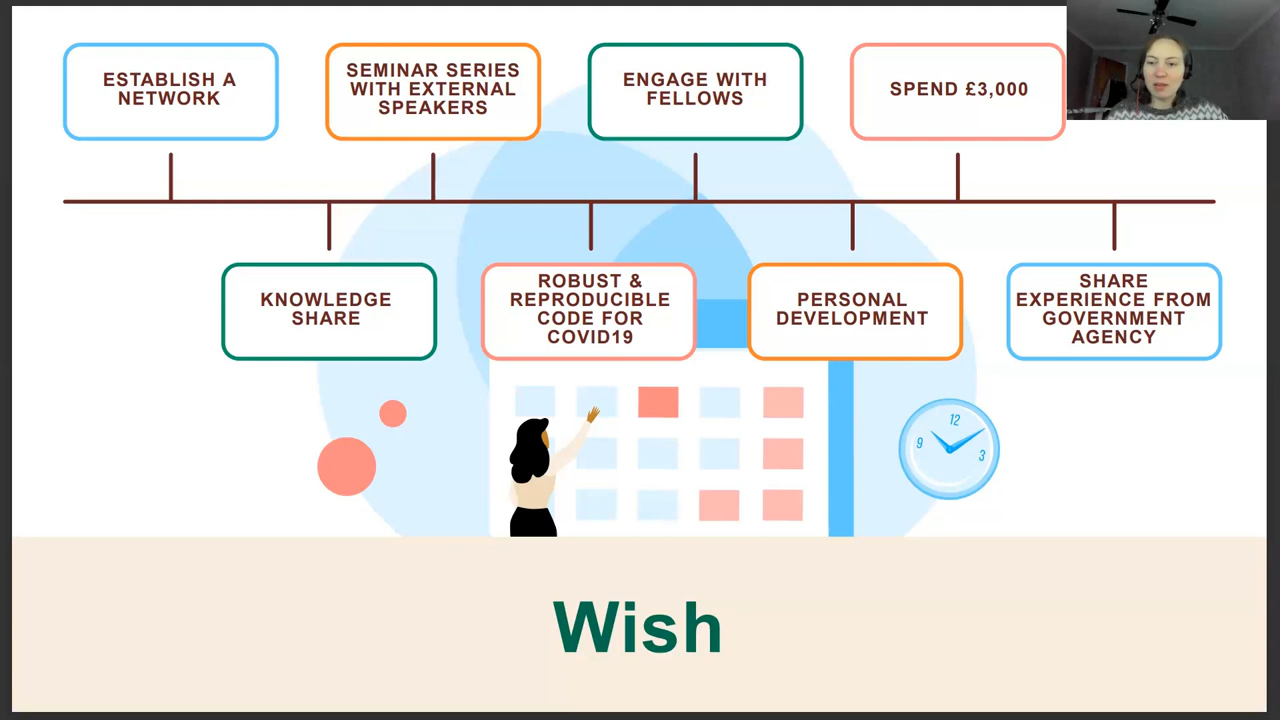 ESTABLISH A
NETWORK
SEMINAR SERIES
WITH EXTERNAL
SPEAKERS
ENGAGE WITH
FELLOWS
SPEND £3,000
KNOWLEDGE
SHARE
ROBUST &
REPRODUCIBLE
CODE FOR
COVID19
PERSONAL
DEVELOPMENT
SHARE
EXPERIENCE FROM
GOVERNMENT
AGENCY
12
9
3
Wish